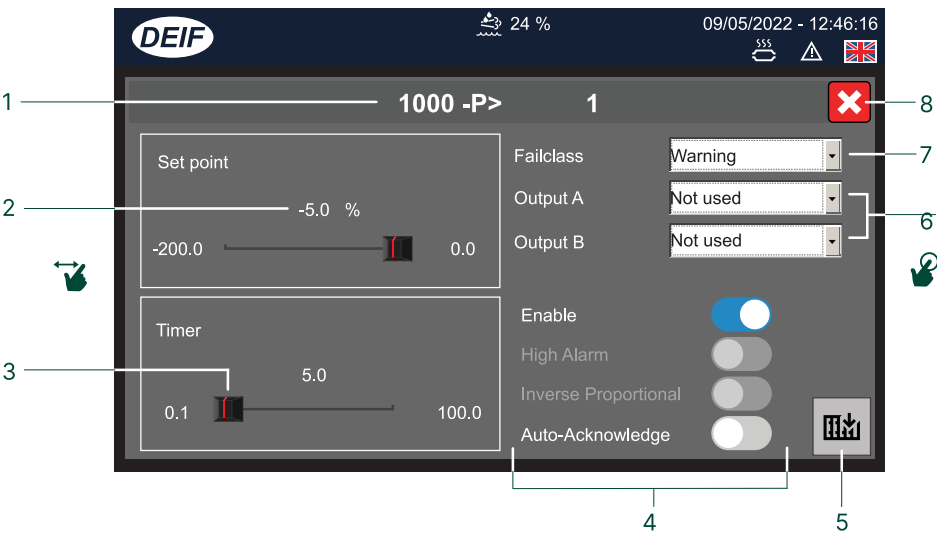 DEIF
24 %
09/05/2022 - 12:46:16
1
1000 -P> 1
8
Set point
Failclass
Warning
7
2
-5.0 %
Output A
Not used
6
-200.0
0.0
Output B
Not used
Timer
Enable
3
5.0
High Alarm
0.1
100.0
Inverse Proportional
Auto-Acknowledge
4
5